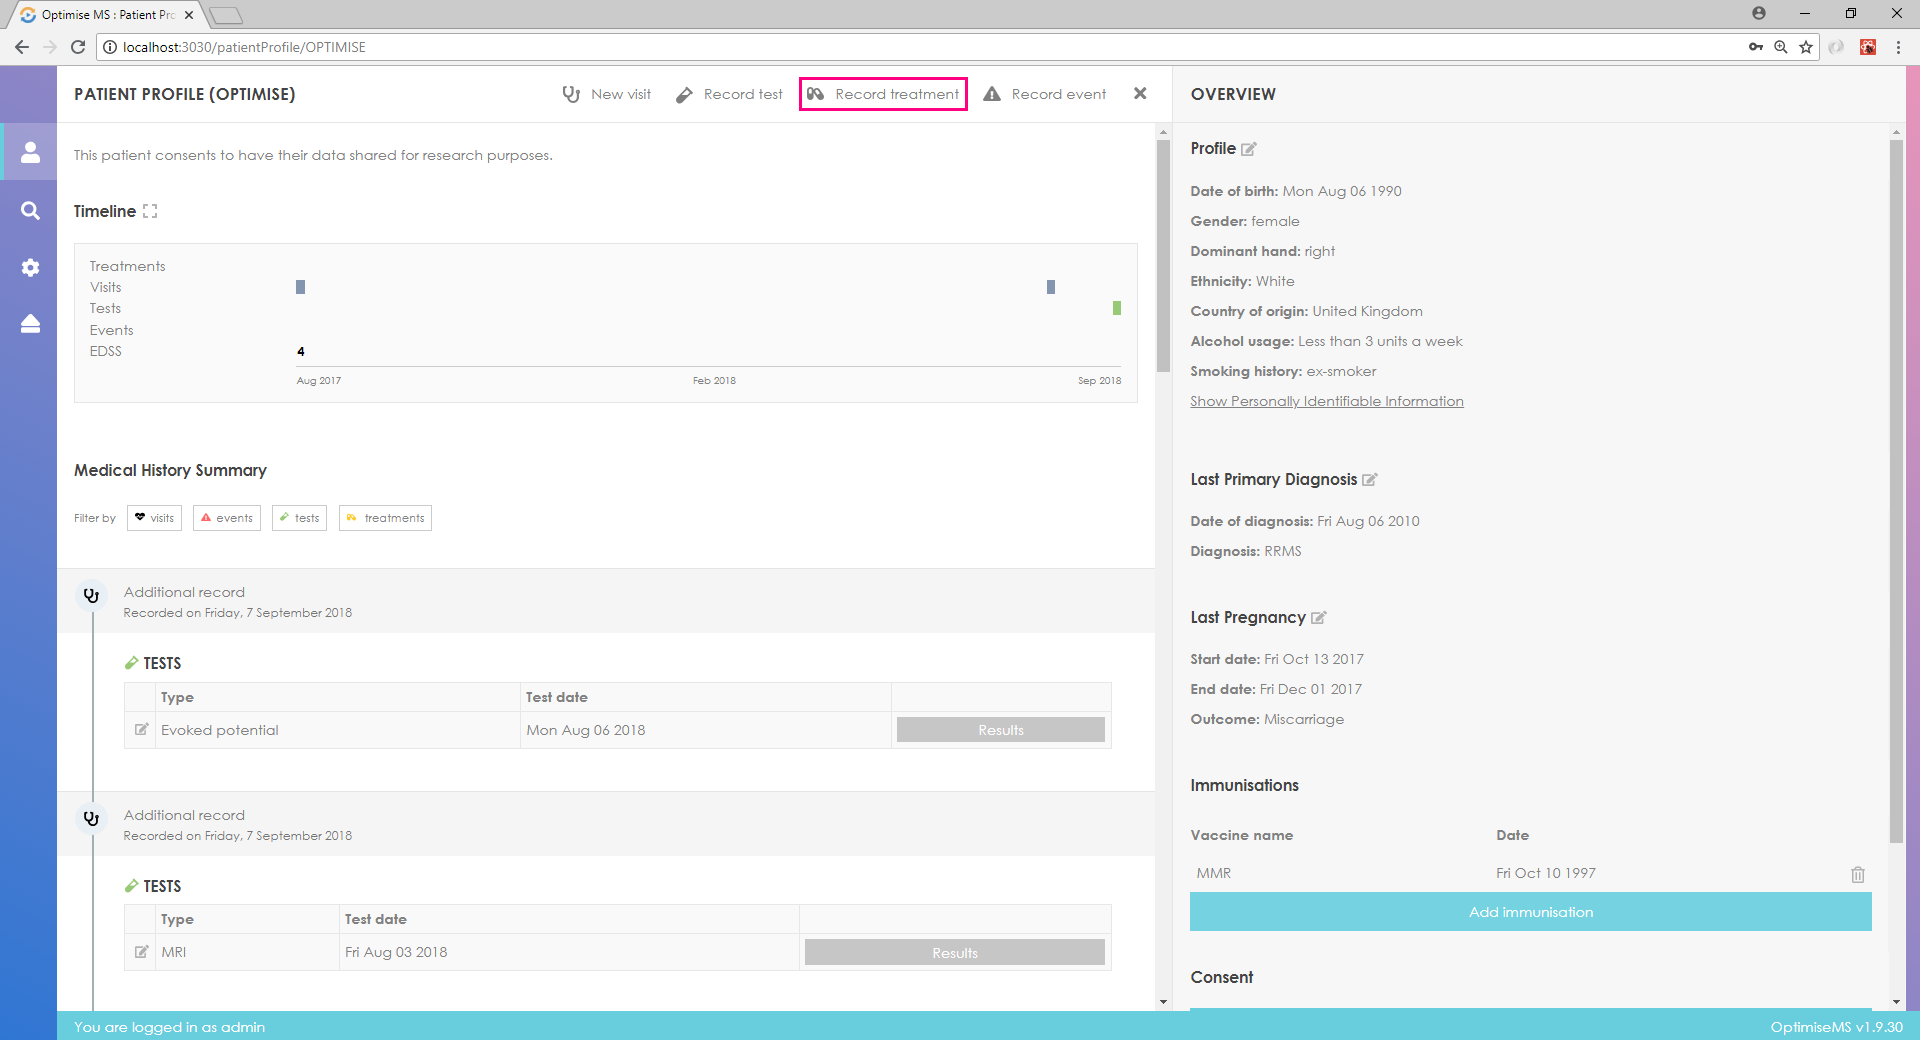 Optimise MS : Patient Pro
localhost:3030/patientProfile/OPTIMISE
PATIENT PROFILE (OPTIMISE)
New visit
Record test
Record treatment
Record event
This patient consents to have their data shared for research purposes.
Timeline
Treatments
Visits
Tests
Events
EDSS
4
Aug 2017
Feb 2018
Sep 2018
Medical History Summary
Filter by
visits
events
tests
treatments
Additional record
Recorded on Friday, 7 September 2018
TESTS
Type
Test date
Evoked potential
Mon Aug 06 2018
Results
Additional record
Recorded on Friday, 7 September 2018
TESTS
Type
Test date
MRI
Fri Aug 03 2018
Results
OVERVIEW
Profile
Date of birth: Mon Aug 06 1990
Gender: female
Dominant hand: right
Ethnicity: White
Country of origin: United Kingdom
Alcohol usage: Less than 3 units a week
Smoking history: ex-smoker
Show Personally Identifiable Information
Last Primary Diagnosis
Date of diagnosis: Fri Aug 06 2010
Diagnosis: RRMS
Last Pregnancy
Start date: Fri Oct 13 2017
End date: Fri Dec 01 2017
Outcome: Miscarriage
Immunisations
Vaccine name
Date
MMR
Fri Oct 10 1997
Add immunisation
Consent
You are logged in as admin
OptimiseMS v1.9.30